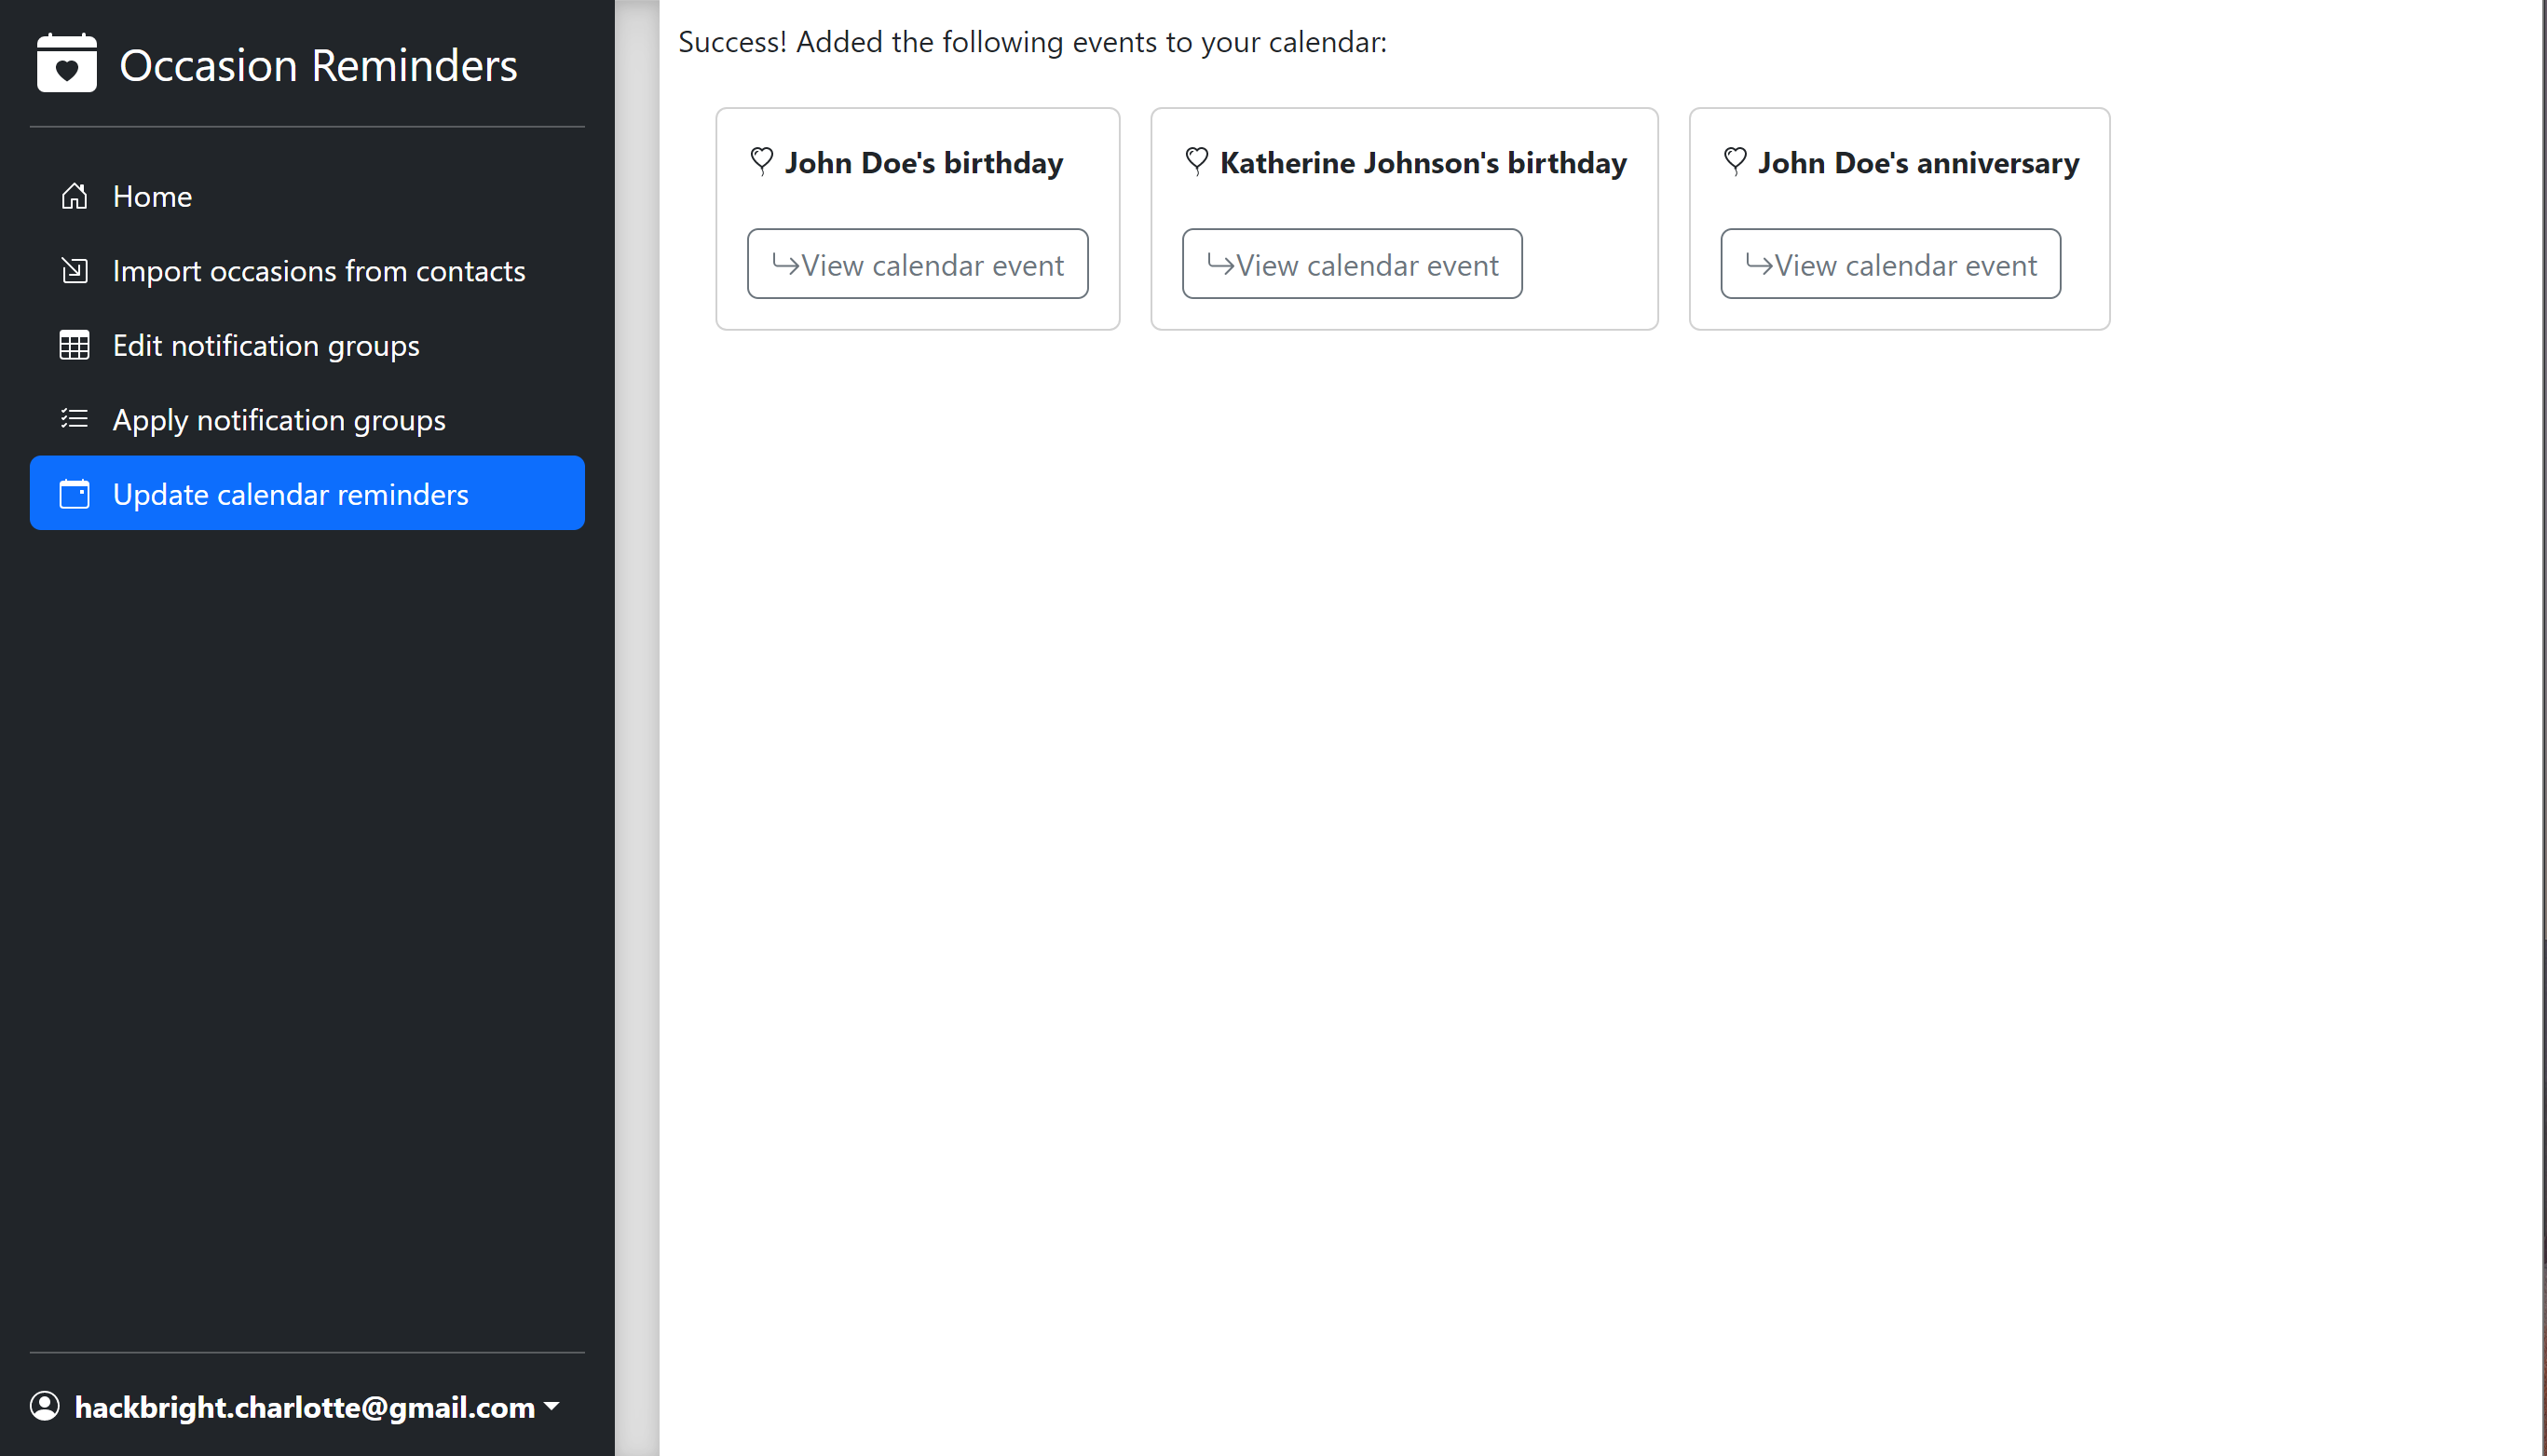 Occasion Reminders
Home
Import occasions from contacts
Edit notification groups
Apply notification groups
Update calendar reminders
hackbright.charlotte@gmail.com
Success! Added the following events to your calendar:
John Doe's birthday
View calendar event
Katherine Johnson's birthday
View calendar event
John Doe's anniversary
View calendar event